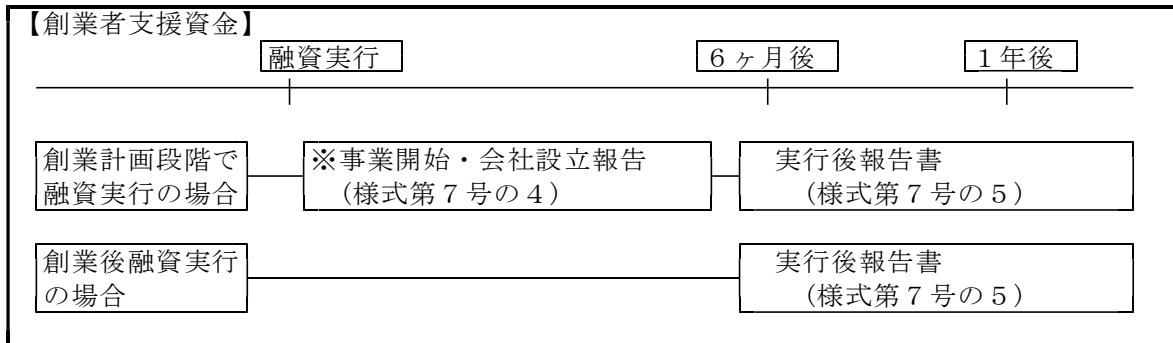 【創業者支援資金】
融資実行 6ヶ月後 1年後
創業計画段階で
融資実行の場合
※事業開始・会社設立報告
(様式第7号の4)
実行後報告書
(様式第7号の5)
創業後融資実行
の場合
実行後報告書
(様式第7号の5)